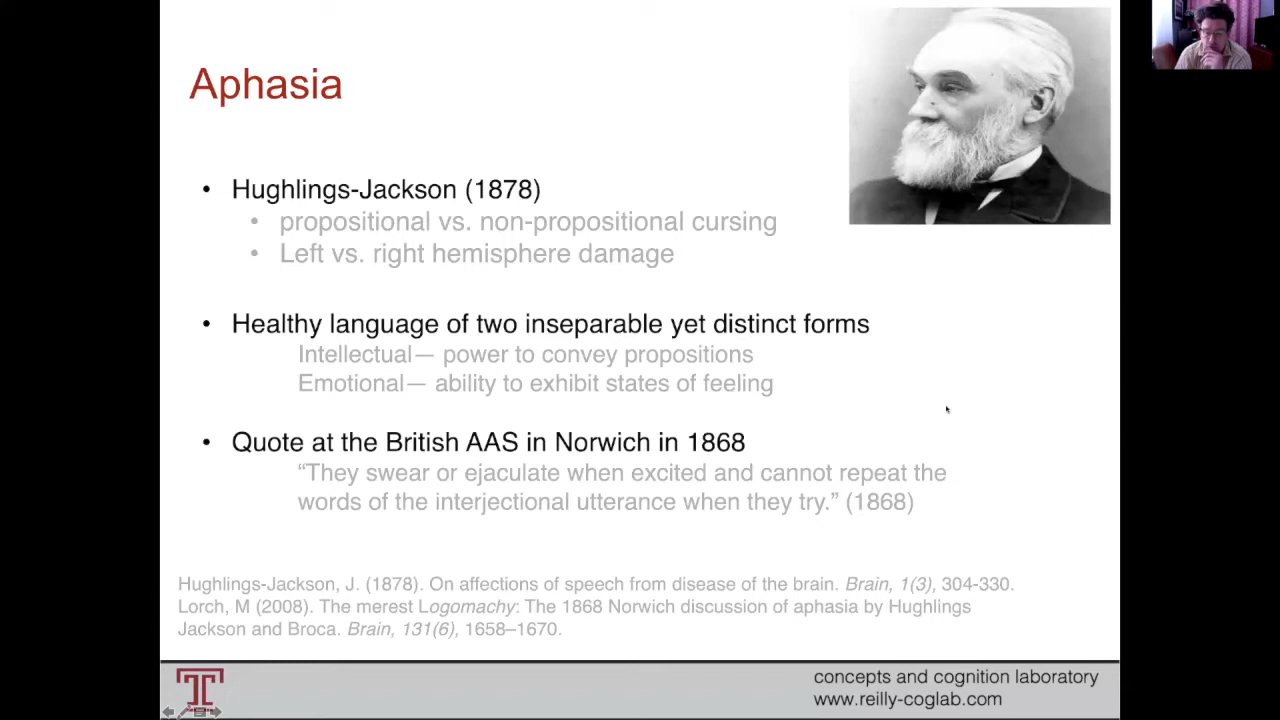 Aphasia
• Hughlings-Jackson (1878)
• propositional vs. non-propositional cursing
• Left vs. right hemisphere damage
• Healthy language of two inseparable yet distinct forms
Intellectual— power to convey propositions
Emotional— ability to exhibit states of feeling
• Quote at the British AAS in Norwich in 1868
“They swear or ejaculate when excited and cannot repeat the
words of the interjectional utterance when they try.” (1868)
Hughlings-Jackson, J. (1878). On affections of speech from disease of the brain. Brain, 1(3), 304-330.
Lorch, M (2008). The merest Logomachy: The 1868 Norwich discussion of aphasia by Hughlings
Jackson and Broca. Brain, 131(6), 1658–1670.
T
concepts and cognition laboratory
www.reilly-coglab.com